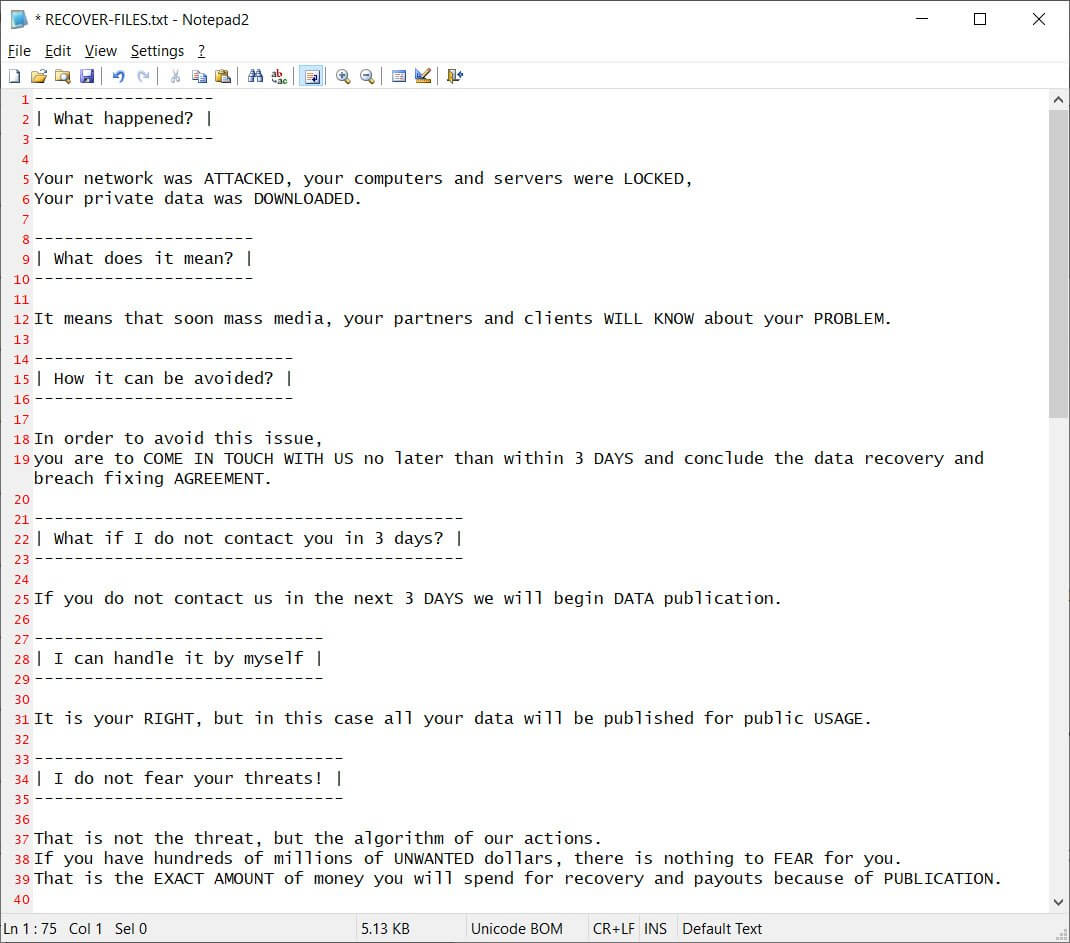 * RECOVER-FILES.txt - Notepad2
File Edit View Settings ?
1 ------------------
2 | What happened? |
3 ------------------
4
5 Your network was ATTACKED, your computers and servers were LOCKED,
6 Your private data was DOWNLOADED.
7
8 ----------------------
9 | What does it mean? |
10 ----------------------
11
12 It means that soon mass media, your partners and clients WILL KNOW about your PROBLEM.
13
14 --------------------------
15 | How it can be avoided? |
16 --------------------------
17
18 In order to avoid this issue,
19 you are to COME IN TOUCH WITH US no later than within 3 DAYS and conclude the data recovery and
breach fixing AGREEMENT.
20
21 -------------------------------------------
22 | What if I do not contact you in 3 days? |
23 -------------------------------------------
24
25 If you do not contact us in the next 3 DAYS we will begin DATA publication.
26
27 -----------------------------
28 | I can handle it by myself |
29 -----------------------------
30
31 It is your RIGHT, but in this case all your data will be published for public USAGE.
32
33 -------------------------------
34 | I do not fear your threats! |
35 -------------------------------
36
37 That is not the threat, but the algorithm of our actions.
38 If you have hundreds of millions of UNWANTED dollars, there is nothing to FEAR for you.
39 That is the EXACT AMOUNT of money you will spend for recovery and payouts because of PUBLICATION.
40
Ln 1 : 75 Col 1 Sel 0 5.13 KB Unicode BOM CR+LF INS Default Text